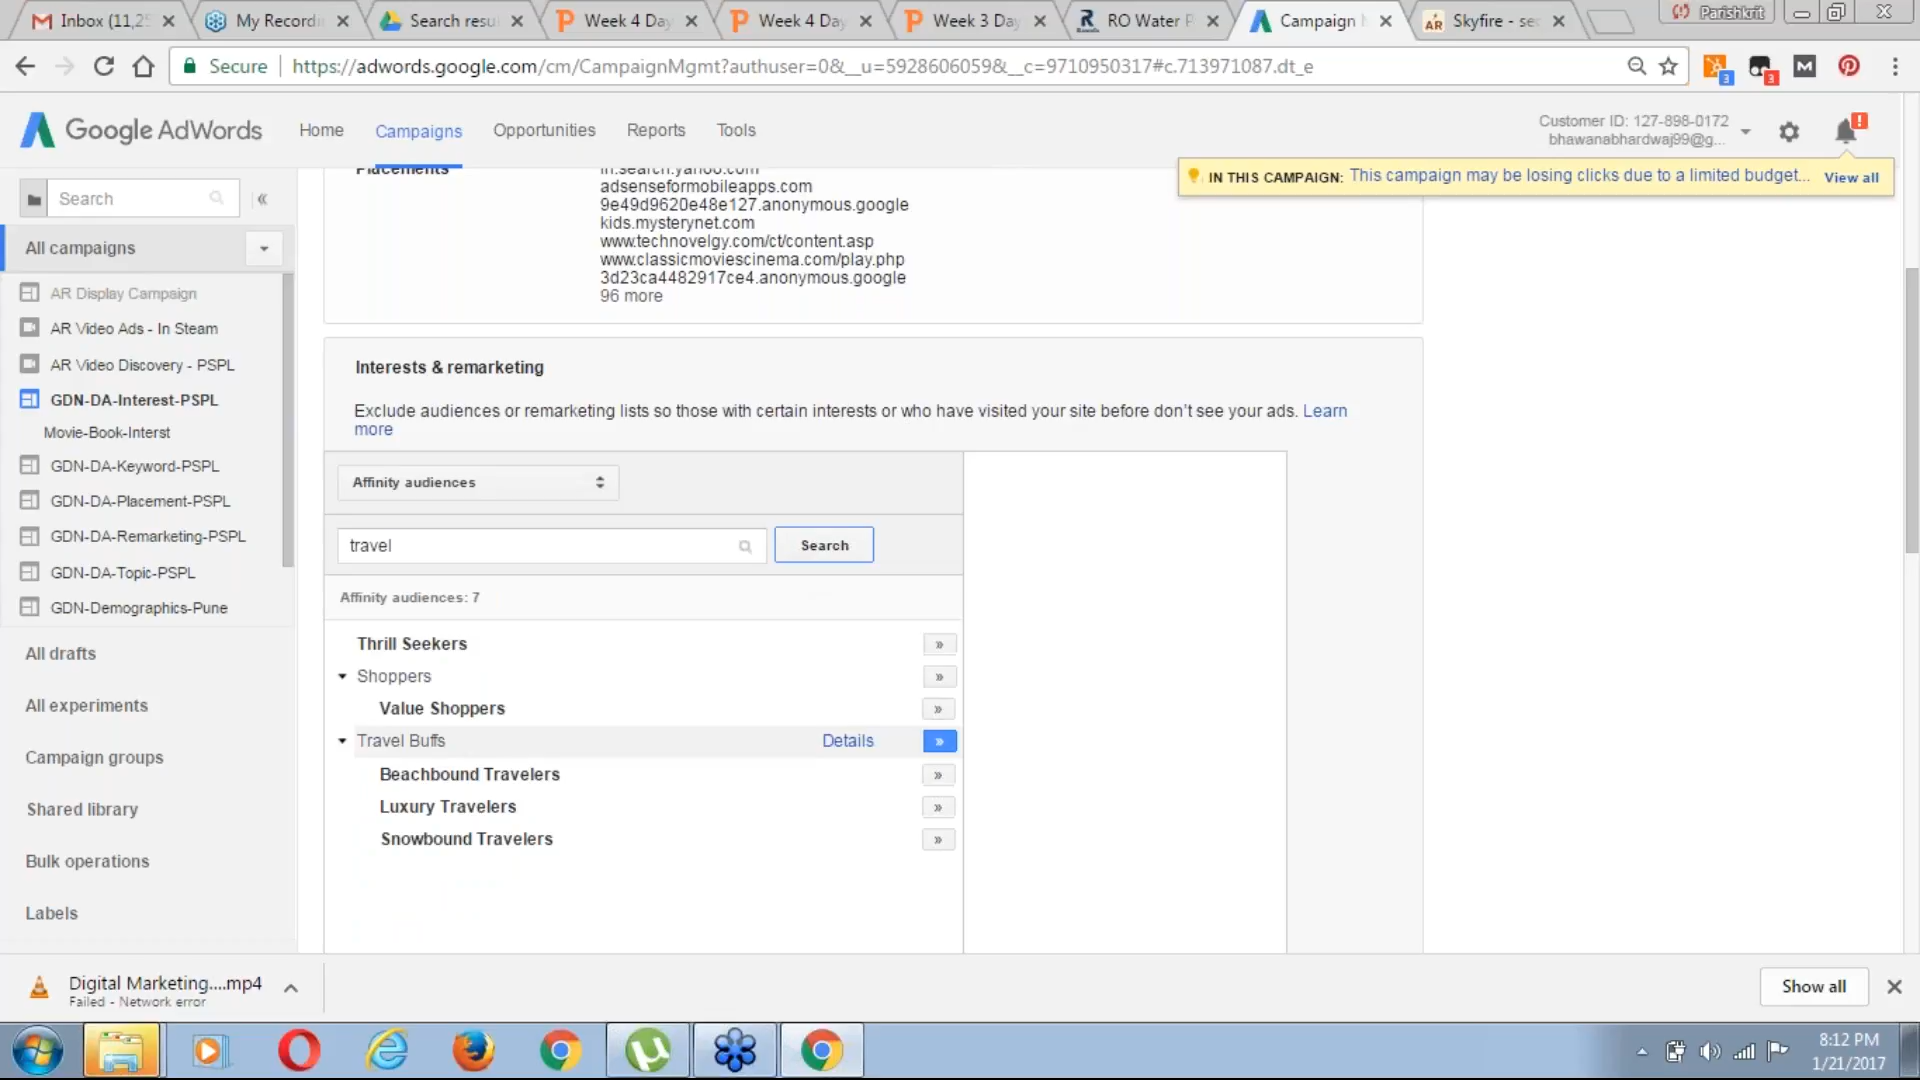 Inbox (11,25
My Recordi
Search resu
Week 4 Day
Week 4 Day
Week 3 Day
RO Water P
Campaign M
Skyfire - sec
Parishkrit
Secure
https://adwords.google.com/cm/CampaignMgmt?authuser=0&__u=5928606059&__c=9710950317#c.713971087.dt_e
3
3
Google AdWords
Home
Campaigns
Opportunities
Reports
Tools
Customer ID: 127-898-0172
bhawanabhardwaj99@g...
IN THIS CAMPAIGN: This campaign may be losing clicks due to a limited budget... View all
Search
All campaigns
AR Display Campaign
AR Video Ads - In Steam
AR Video Discovery - PSPL
GDN-DA-Interest-PSPL
Movie-Book-Interst
GDN-DA-Keyword-PSPL
GDN-DA-Placement-PSPL
GDN-DA-Remarketing-PSPL
GDN-DA-Topic-PSPL
GDN-Demographics-Pune
All drafts
All experiments
Campaign groups
Shared library
Bulk operations
Labels
Placements
in.search.yahoo.com
adsenseformobileapps.com
9e49d9620e48e127.anonymous.google
kids.mysterynet.com
www.technovelgy.com/ct/content.asp
www.classicmoviescinema.com/play.php
3d23ca4482917ce4.anonymous.google
96 more
Interests & remarketing
Exclude audiences or remarketing lists so those with certain interests or who have visited your site before don't see your ads. Learn
more
Affinity audiences
travel
Search
Affinity audiences: 7
Thrill Seekers
Shoppers
Value Shoppers
Travel Buffs
Details
Beachbound Travelers
Luxury Travelers
Snowbound Travelers
Digital Marketing....mp4
Failed - Network error
Show all
8:12 PM
1/21/2017